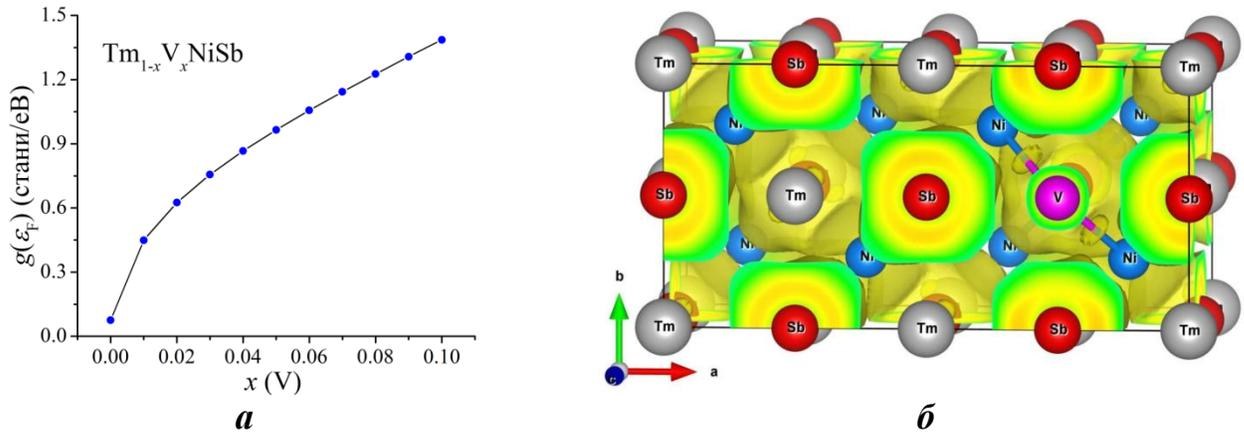 1.5
1.2
0.9
0.6
0.3
0.0
g(ε_F) (стани/еВ)
Tm₁₋ₓVₓNiSb
0.00 0.02 0.04 0.06 0.08 0.10
x (V)
а
Tm Sb Tm Sb Tm
Ni Ni Ni Ni
Sb Tm Sb V Sb
Ni Ni Ni Ni
Tm Sb Tm Sb Tm
b
a
c
б